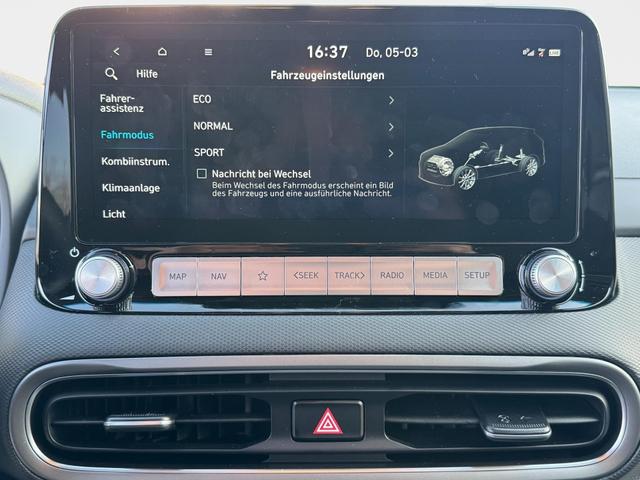 16:37 Do, 05-03
Hilfe
Fahrzeugeinstellungen
Fahrer-
assistenz
Fahrmodus
Kombiinstrum.
Klimaanlage
Licht
ECO
NORMAL
SPORT
Nachricht bei Wechsel
Beim Wechsel des Fahrmodus erscheint ein Bild
des Fahrzeugs und eine ausführliche Nachricht.
MAP NAV <SEEK TRACK> RADIO MEDIA SETUP